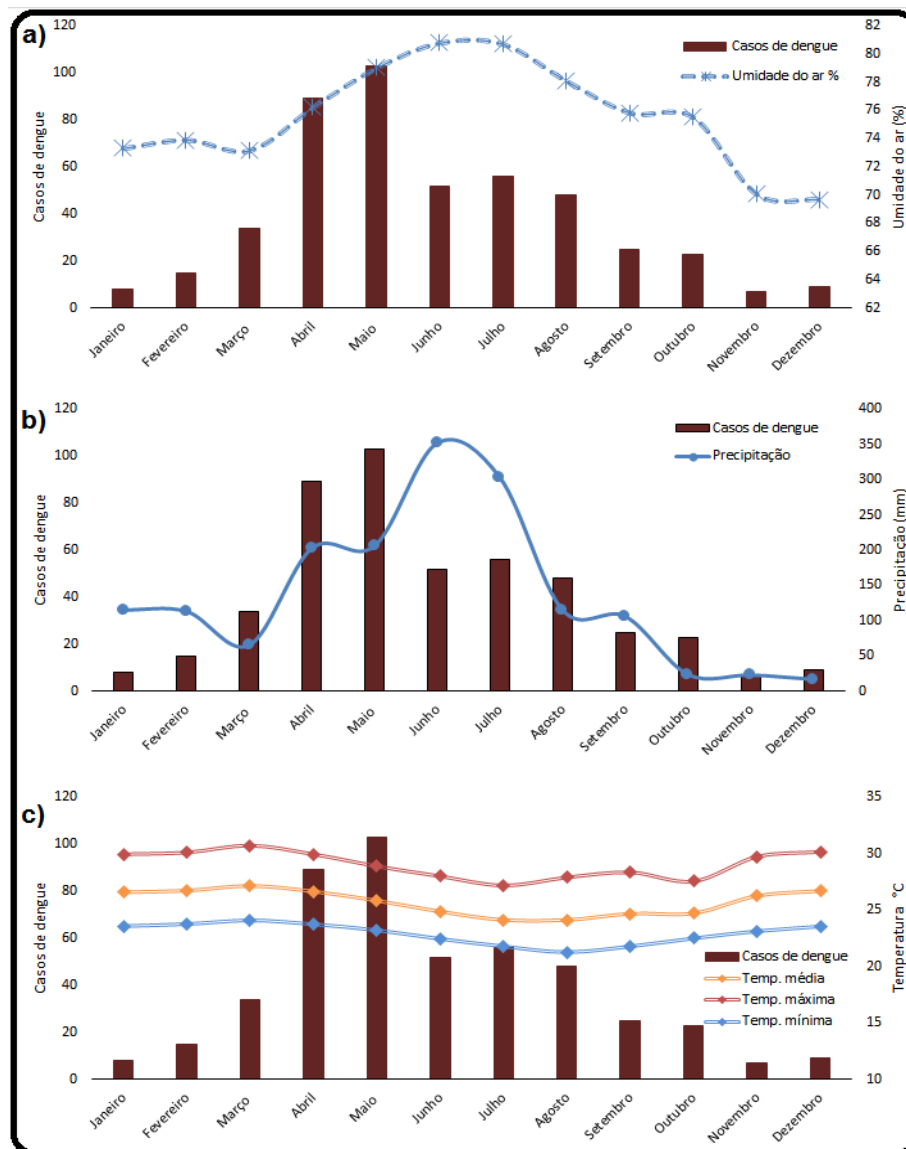 a)
120
100
80
60
40
20
0
Casos de dengue
82
80
78
76
74
72
70
68
66
64
62
Umidade do ar (%)
Casos de dengue
Umidade do ar %
Janeiro
Fevereiro
Março
Abril
Maio
Junho
Julho
Agosto
Setembro
Outubro
Novembro
Dezembro
b)
120
100
80
60
40
20
0
Casos de dengue
400
350
300
250
200
150
100
50
0
Precipitação (mm)
Casos de dengue
Precipitação
Janeiro
Fevereiro
Março
Abril
Maio
Junho
Julho
Agosto
Setembro
Outubro
Novembro
Dezembro
c)
120
100
80
60
40
20
0
Casos de dengue
35
30
25
20
15
10
Temperatura °C
Casos de dengue
Temp. média
Temp. máxima
Temp. mínima
Janeiro
Fevereiro
Março
Abril
Maio
Junho
Julho
Agosto
Setembro
Outubro
Novembro
Dezembro